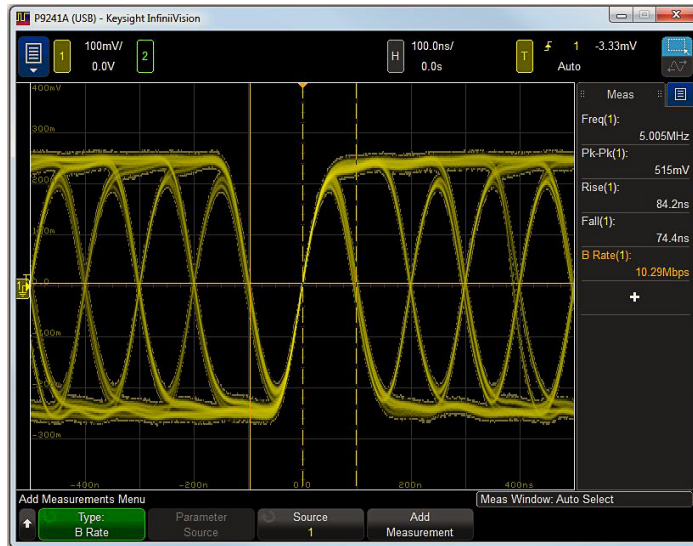 P9241A (USB) - Keysight InfiniiVision
1 100mV/ 2 H 100.0ns/ T 1 -3.33mV
0.0V 0.0s Auto
400mV
300m
200m
100m
0.0
-100m
-200m
-300m
-400n -200n 0.0 200n 400ns
Meas
Freq(1):
5.005MHz
Pk-Pk(1):
515mV
Rise(1):
84.2ns
Fall(1):
74.4ns
B Rate(1):
10.29Mbps
Add Measurements Menu
Meas Window: Auto Select
Type:
B Rate
Parameter
Source
Source
1
Add
Measurement